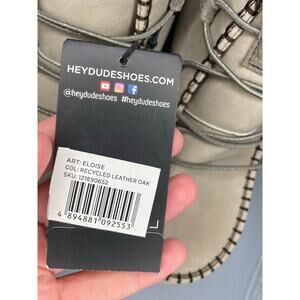 HEYDUDESHOES.COM
@heydudeshoes #heydudeshoes
ART: ELOISE
COL: RECYCLED LEATHER OAK
SKU: 121890652
4 894881 092553